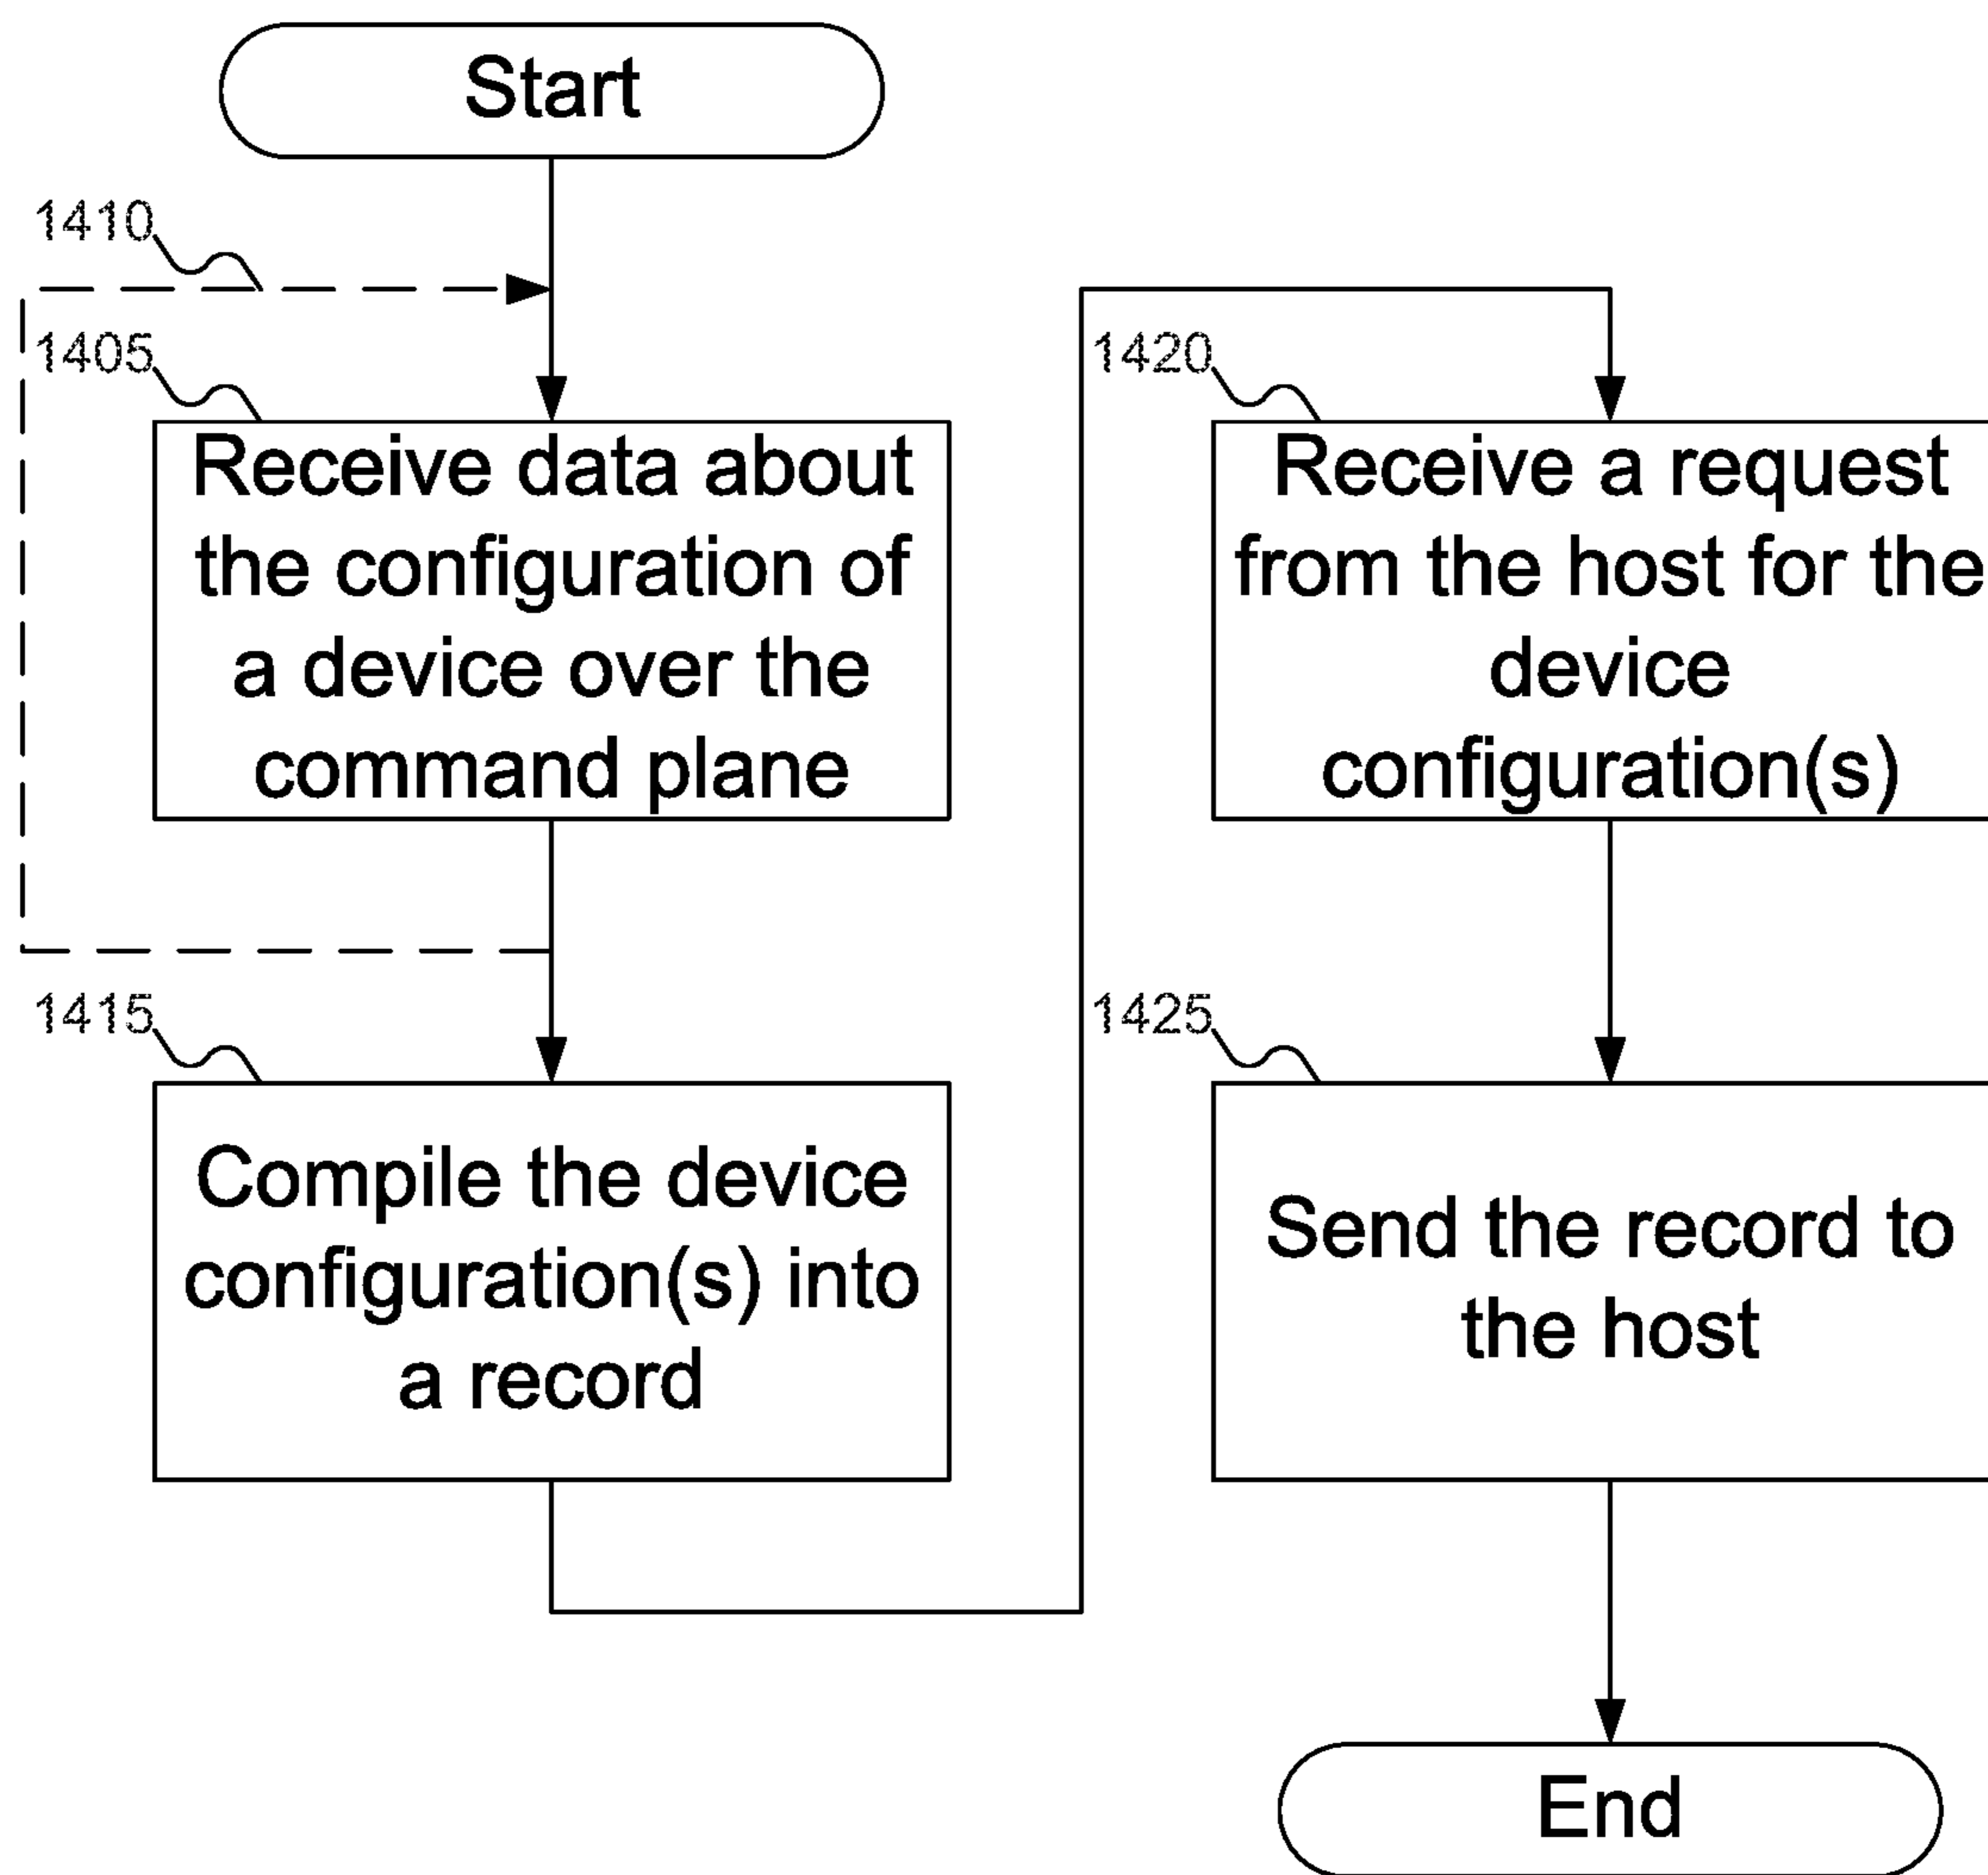 Start
1410
1405
Receive data about
the configuration of
a device over the
command plane
1415
Compile the device
configuration(s) into
a record
1420
Receive a request
from the host for the
device
configuration(s)
1425
Send the record to
the host
End